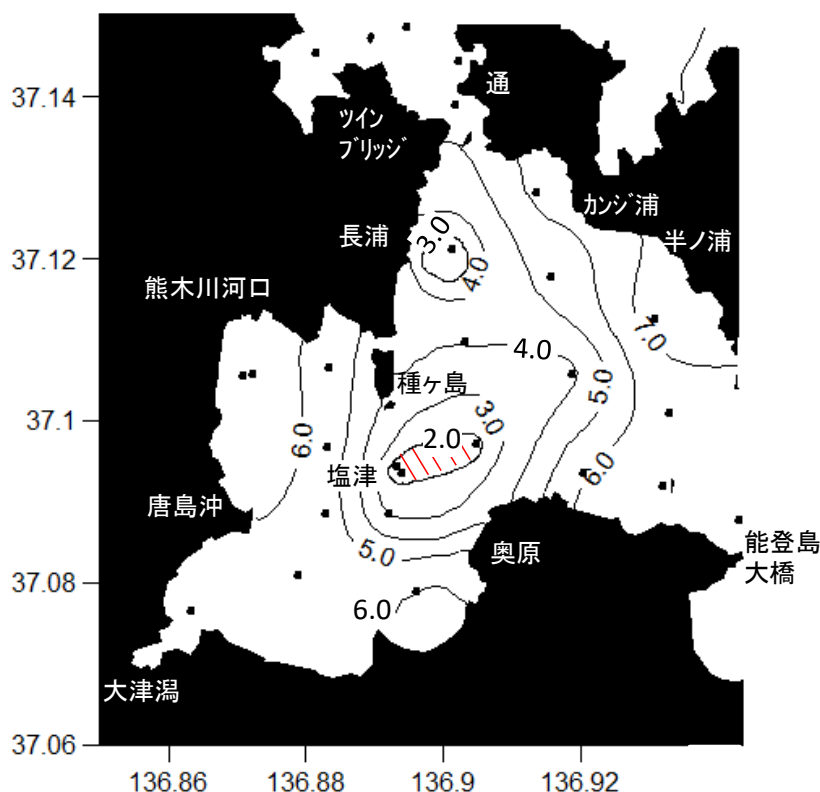 37.14
通
ツイン
ブリッジ
3.0
カンジ浦
長浦
半ノ浦
37.12
4.0
熊木川河口
7.0
4.0
種ヶ島
5.0
37.1
3.0
6.0
2.0
塩津
6.0
唐島沖
5.0
奥原
能登島
大橋
37.08
6.0
大津潟
37.06
136.86
136.88
136.9
136.92